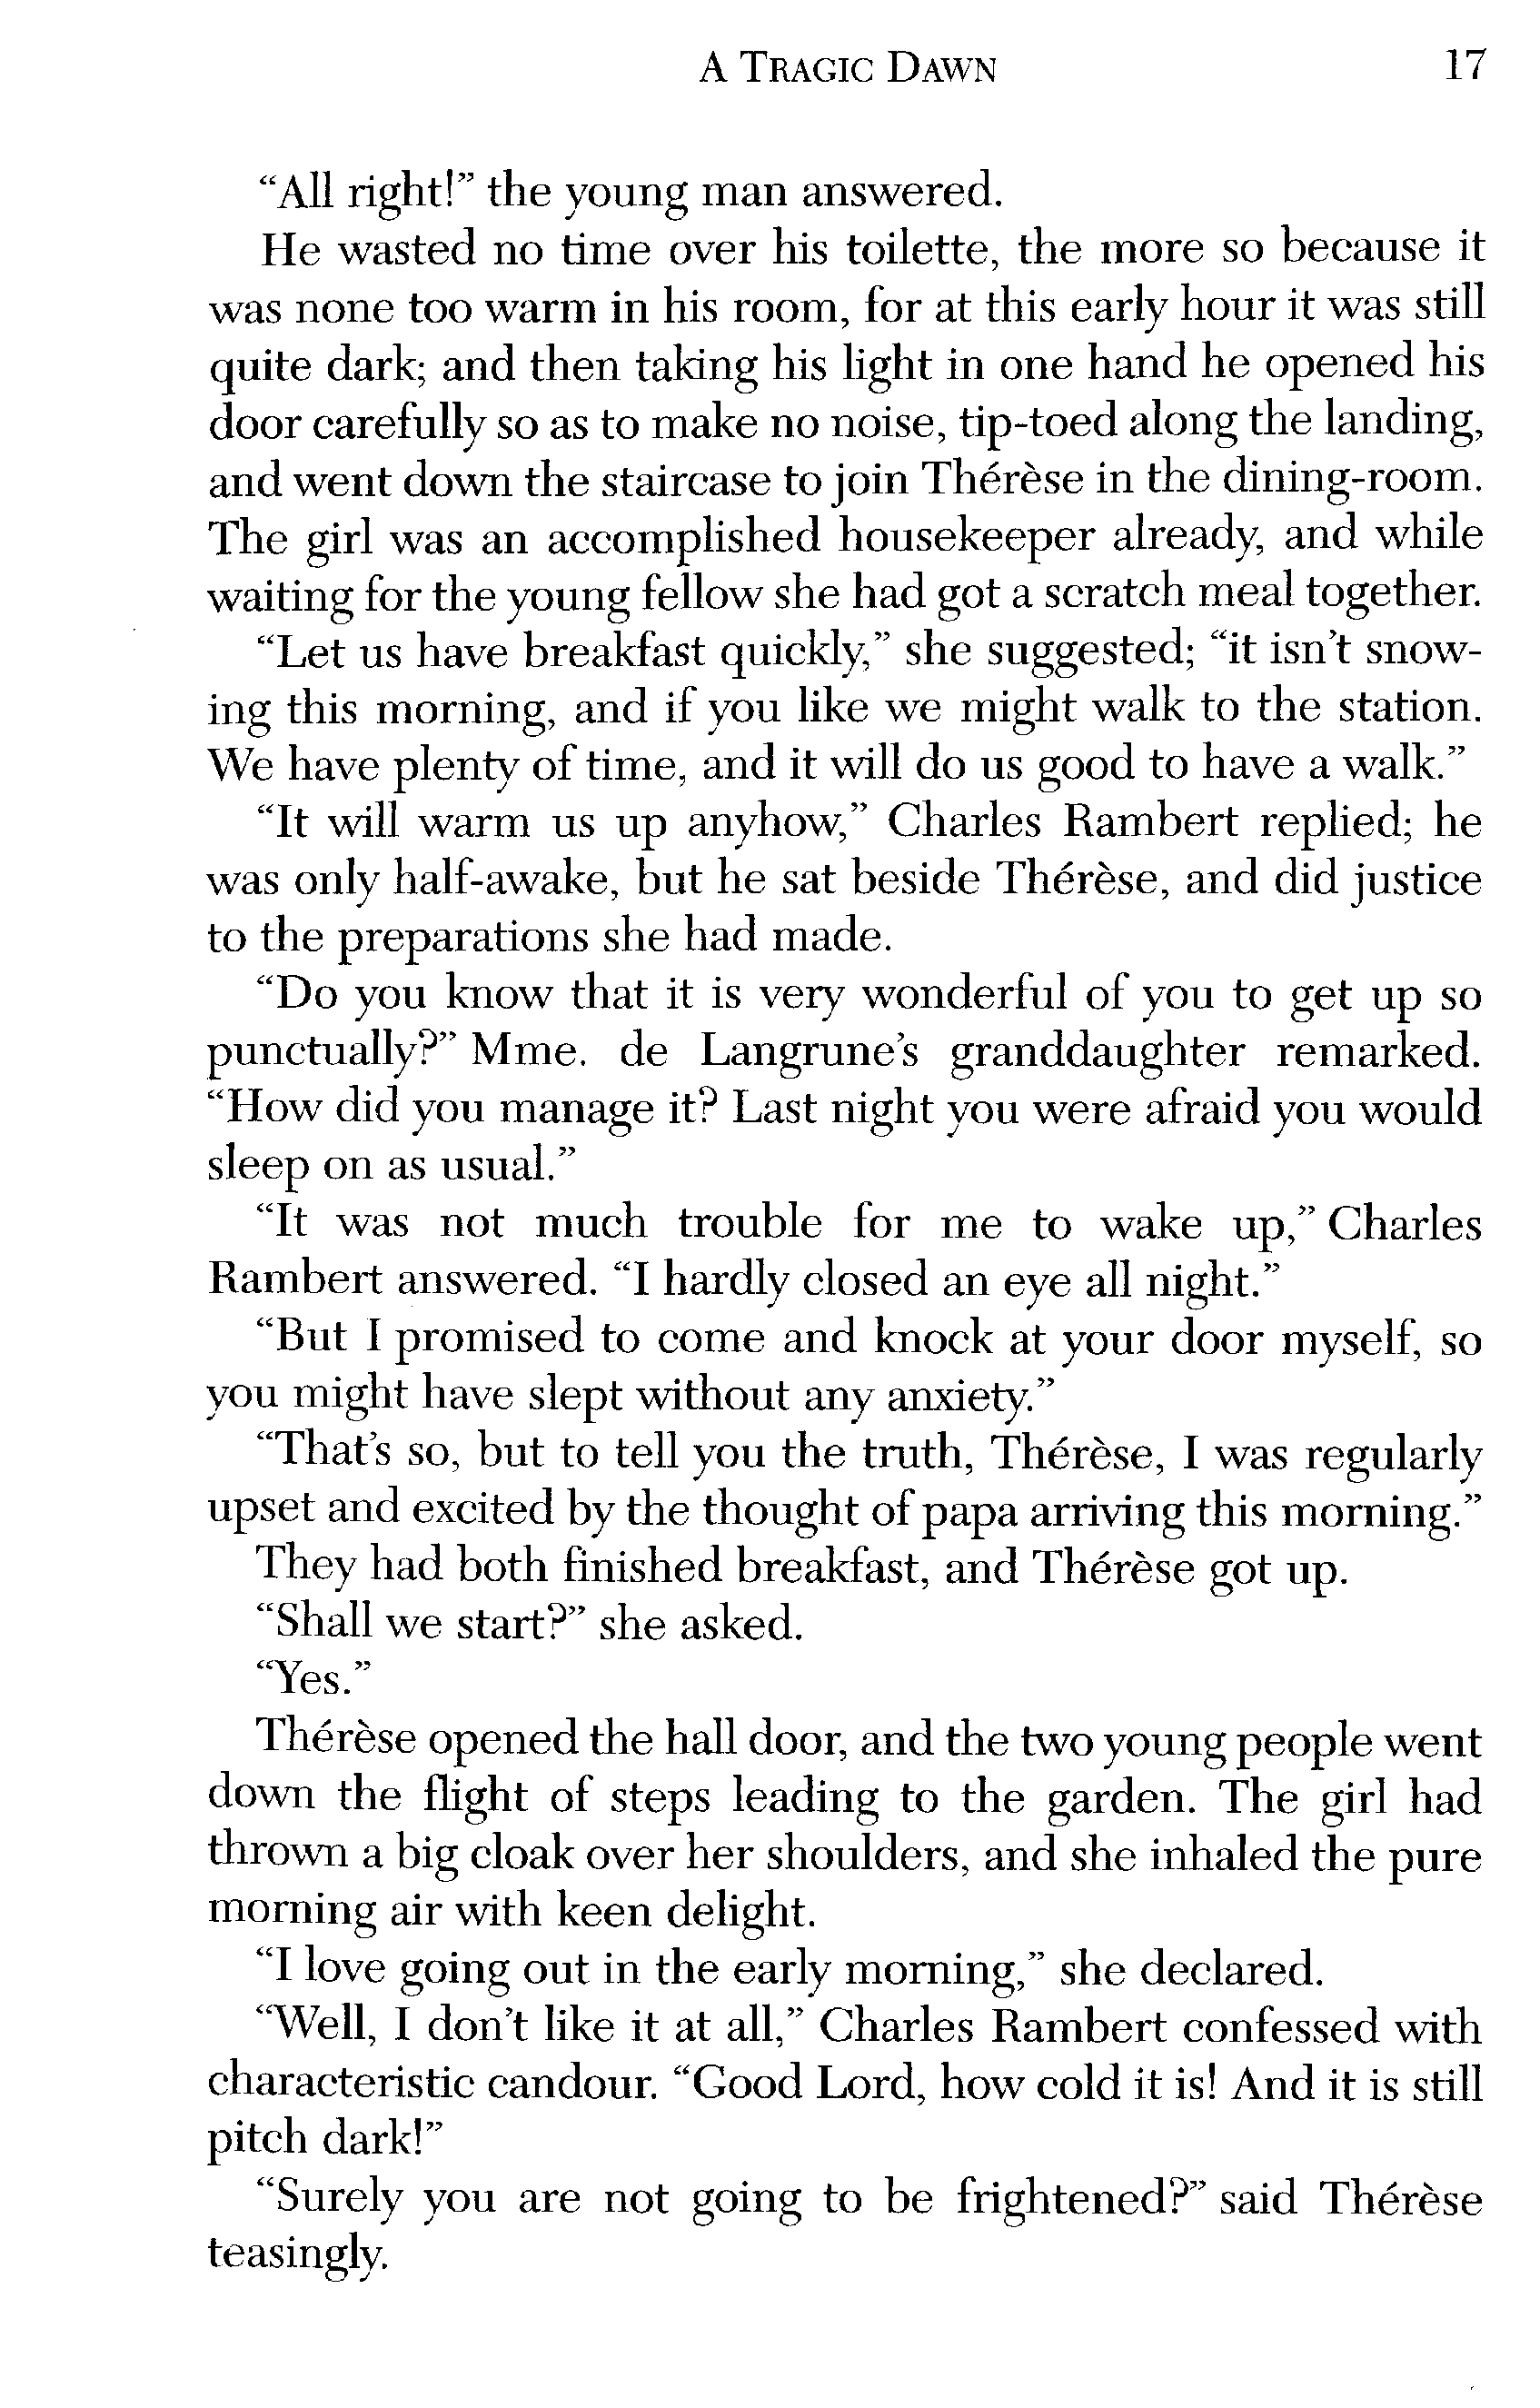 A TRAGIC DAWN 17
“All right!” the young man answered.
He wasted no time over his toilette, the more so because it
was none too warm in his room, for at this early hour it was still
quite dark; and then taking his light in one hand he opened his
door carefully so as to make no noise, tip-toed along the landing,
and went down the staircase to join Thérèse in the dining-room.
The girl was an accomplished housekeeper already, and while
waiting for the young fellow she had got a scratch meal together.
“Let us have breakfast quickly,” she suggested; “it isn’t snow-
ing this morning, and if you like we might walk to the station.
We have plenty of time, and it will do us good to have a walk.”
“It will warm us up anyhow,” Charles Rambert replied; he
was only half-awake, but he sat beside Thérèse, and did justice
to the preparations she had made.
“Do you know that it is very wonderful of you to get up so
punctually?” Mme. de Langrune’s granddaughter remarked.
“How did you manage it? Last night you were afraid you would
sleep on as usual.”
“It was not much trouble for me to wake up,” Charles
Rambert answered. “I hardly closed an eye all night.”
“But I promised to come and knock at your door myself, so
you might have slept without any anxiety.”
“That’s so, but to tell you the truth, Thérèse, I was regularly
upset and excited by the thought of papa arriving this morning.”
They had both finished breakfast, and Thérèse got up.
“Shall we start?” she asked.
“Yes.”
Thérèse opened the hall door, and the two young people went
down the flight of steps leading to the garden. The girl had
thrown a big cloak over her shoulders, and she inhaled the pure
morning air with keen delight.
“I love going out in the early morning,” she declared.
“Well, I don’t like it at all,” Charles Rambert confessed with
characteristic candour. “Good Lord, how cold it is! And it is still
pitch dark!”
“Surely you are not going to be frightened?” said Thérèse
teasingly.